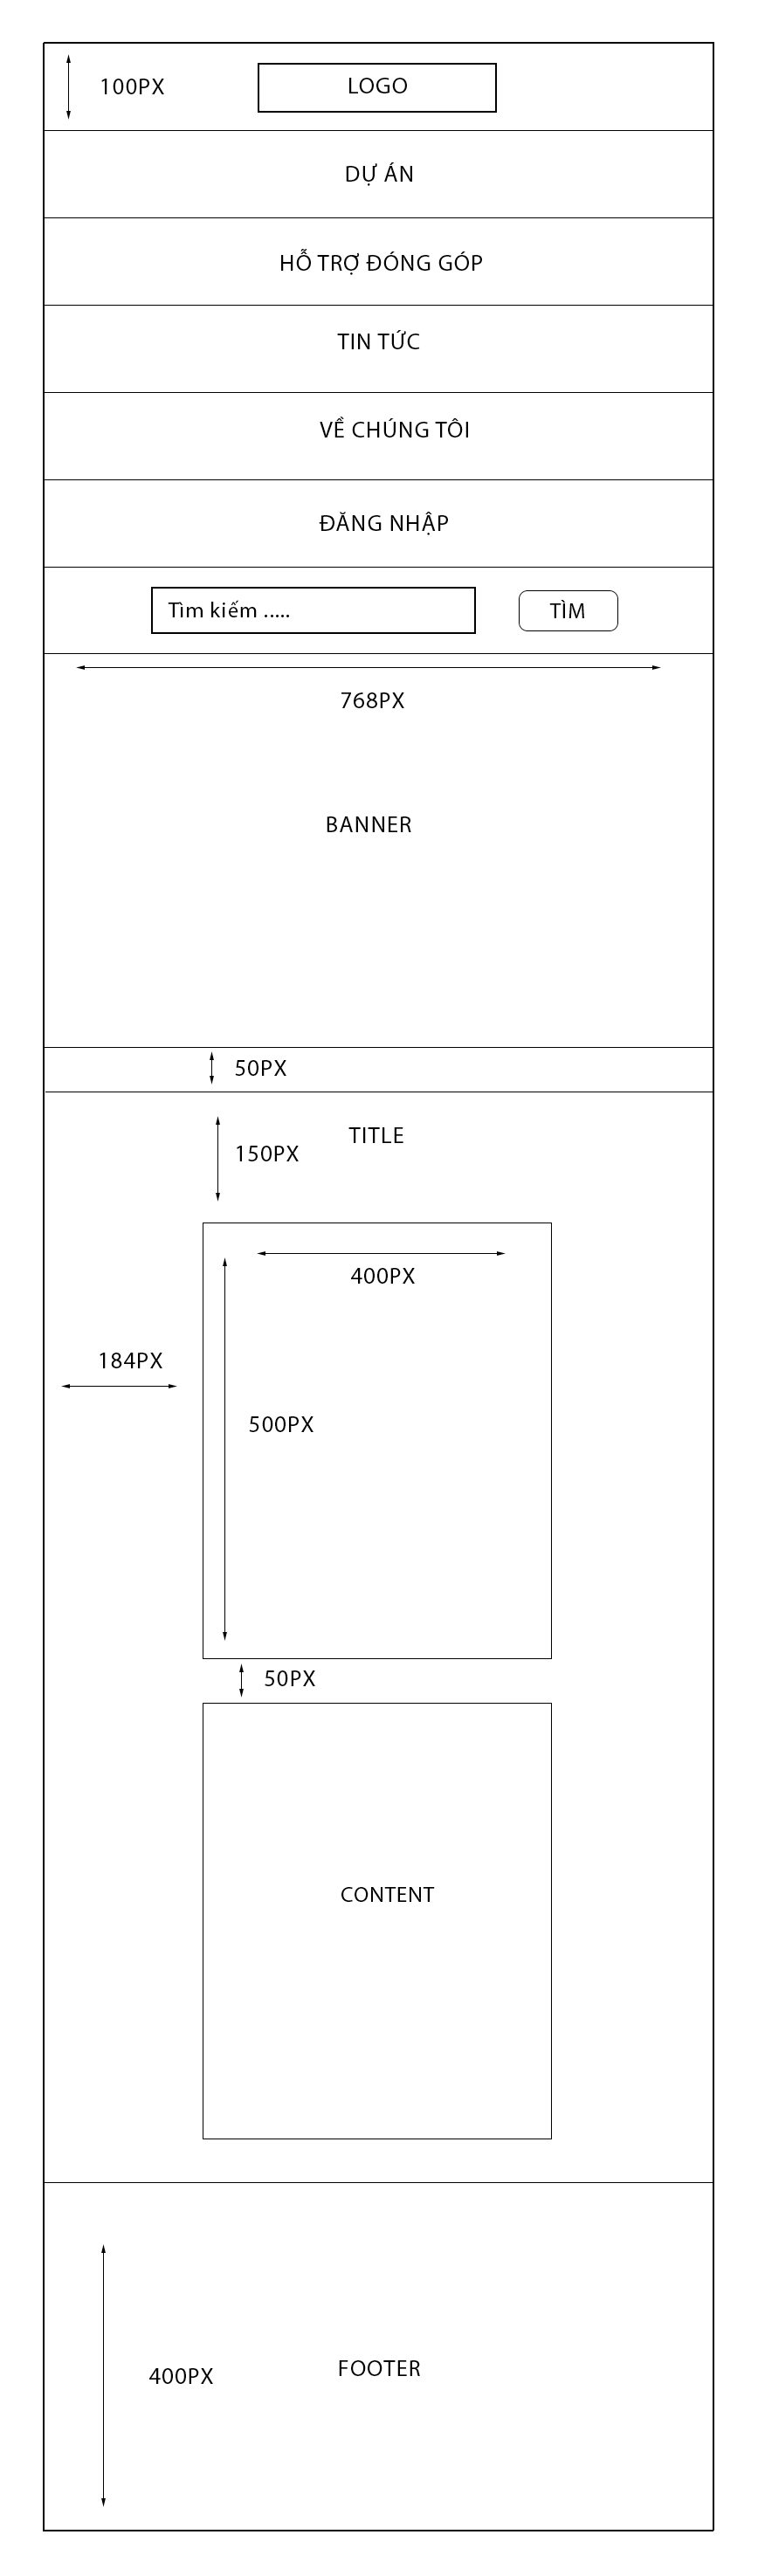 100PX
LOGO
DỰ ÁN
HỖ TRỢ ĐÓNG GÓP
TIN TỨC
VỀ CHÚNG TÔI
ĐĂNG NHẬP
Tìm kiếm .....
TÌM
768PX
BANNER
50PX
TITLE
150PX
400PX
184PX
500PX
50PX
CONTENT
FOOTER
400PX